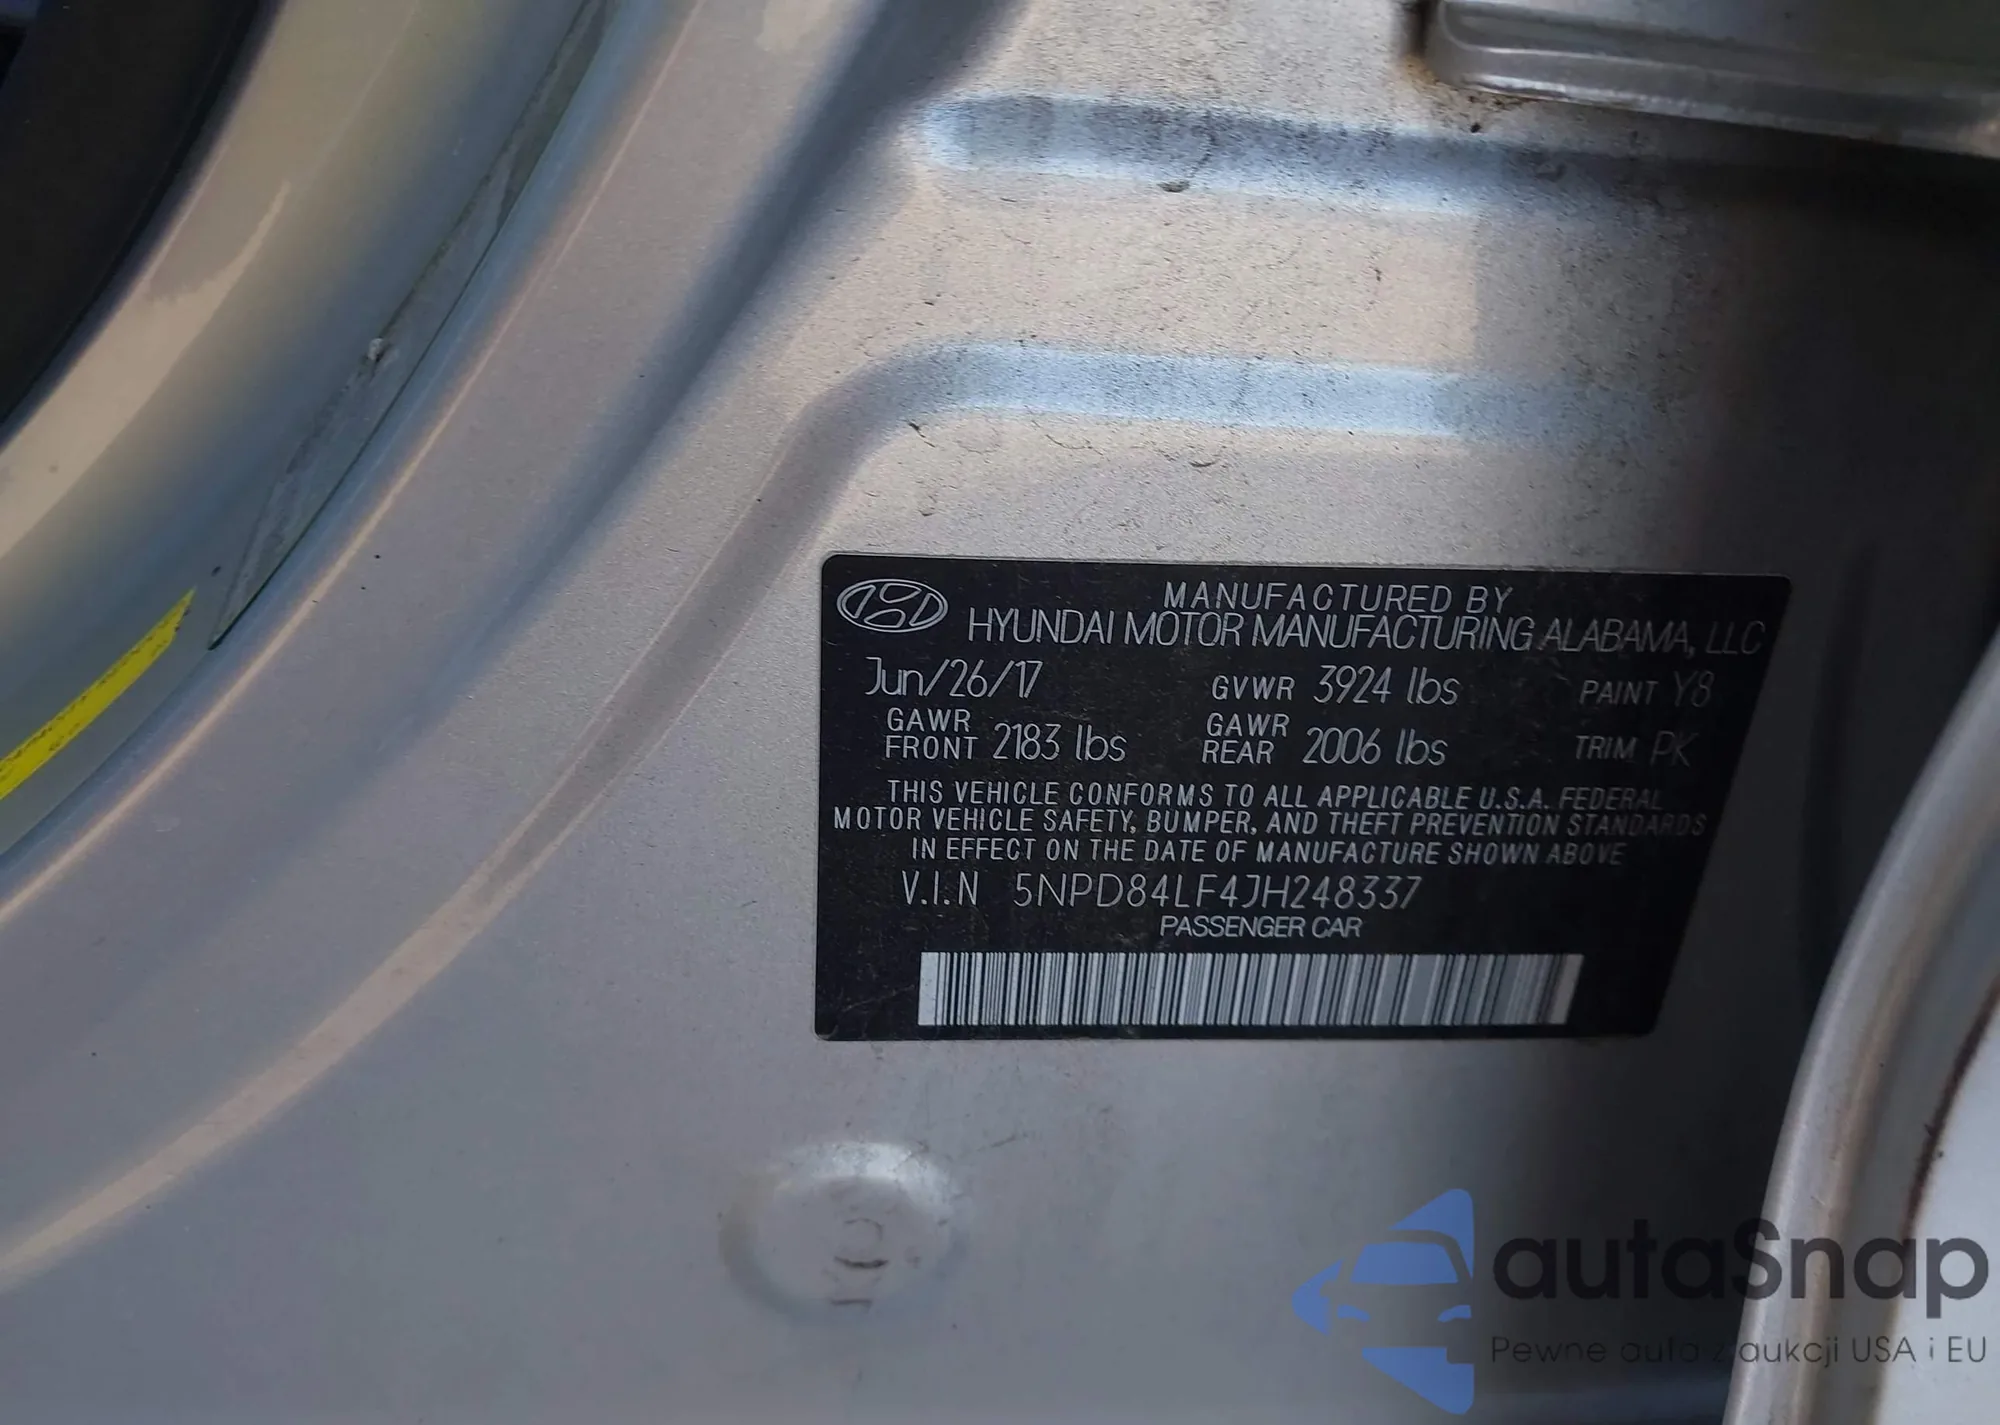 MANUFACTURED BY
HYUNDAI MOTOR MANUFACTURING ALABAMA, LLC
Jun/26/17 GVWR 3924 lbs PAINT Y8
GAWR FRONT 2183 lbs GAWR REAR 2006 lbs TRIM PK
THIS VEHICLE CONFORMS TO ALL APPLICABLE U.S.A. FEDERAL
MOTOR VEHICLE SAFETY, BUMPER, AND THEFT PREVENTION STANDARDS
IN EFFECT ON THE DATE OF MANUFACTURE SHOWN ABOVE
V.I.N 5NPD84LF4JH248337
PASSENGER CAR
autaSnap
Pewne auta z aukcji USA i EU